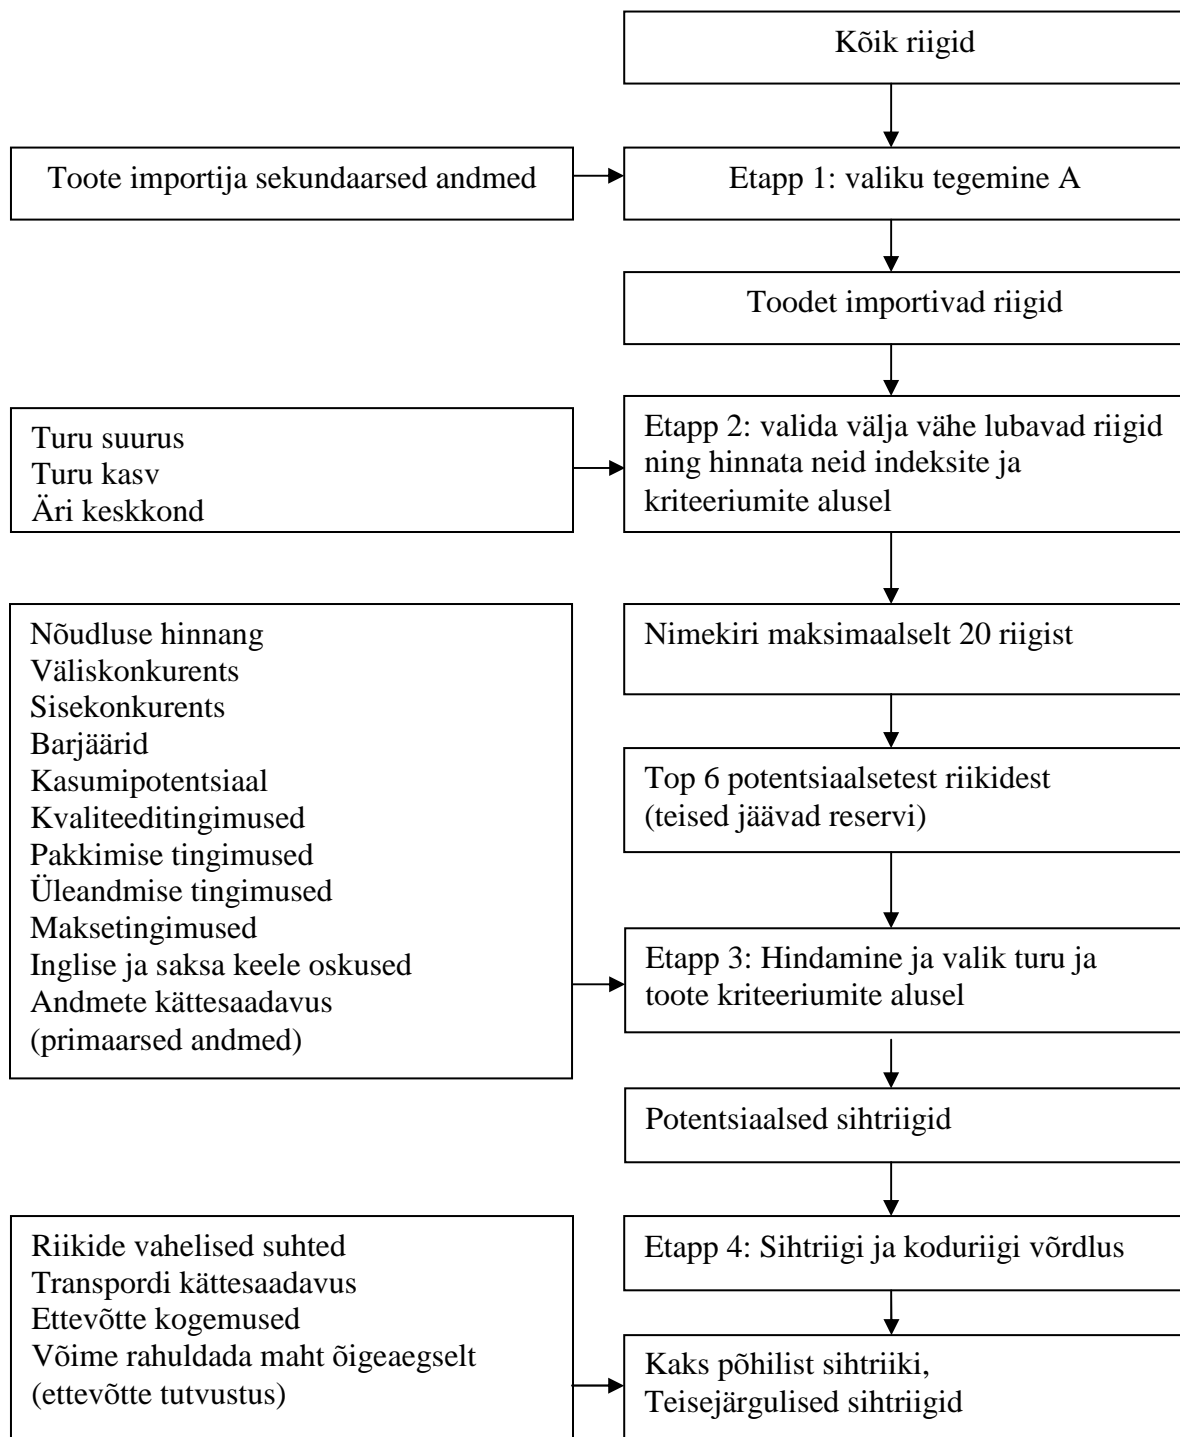 Kõik riigid
Toote importija sekundaarsed andmed
Etapp 1: valiku tegemine A
Toodet importivad riigid
Turu suurus
Turu kasv
Äri keskkond
Etapp 2: valida välja vähe lubavad riigid
ning hinnata neid indeksite ja
kriteeriumite alusel
Nimekiri maksimaalselt 20 riigist
Top 6 potentsiaalsetest riikidest
(teised jäävad reservi)
Nõudluse hinnang
Väliskonkurents
Sisekonkurents
Barjäärid
Kasumipotentsiaal
Kvaliteeditingimused
Pakkimise tingimused
Üleandmise tingimused
Maksetingimused
Inglise ja saksa keele oskused
Andmete kättesaadavus
(primaarsed andmed)
Etapp 3: Hindamine ja valik turu ja
toote kriteeriumite alusel
Potentsiaalsed sihtriigid
Etapp 4: Sihtriigi ja koduriigi võrdlus
Riikide vahelised suhted
Transpordi kättesaadavus
Ettevõtte kogemused
Võime rahuldada maht õigeaegselt
(ettevõtte tutvustus)
Kaks põhilist sihtriiki,
Teisejärgulised sihtriigid